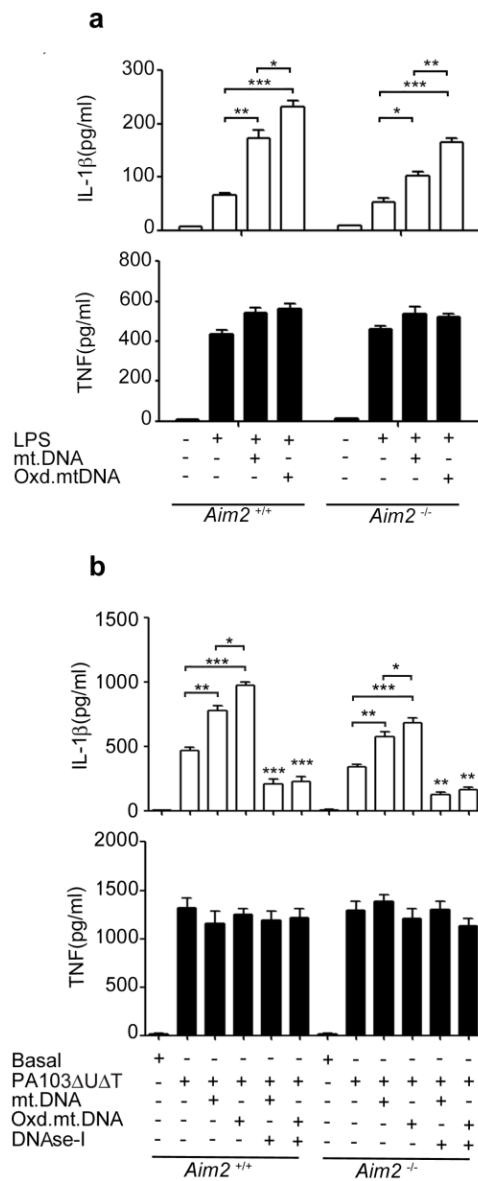 a
IL-1β(pg/ml)
300
200
100
0
* *** ** ** *** *
TNF(pg/ml)
800
600
400
200
0
LPS - + + + - + + +
mt.DNA - - + - - - + -
Oxd.mtDNA - - - + - - - +
Aim2 +/+ Aim2 -/-
b
IL-1β(pg/ml)
1500
1000
500
0
* *** ** *** *** * *** ** ** **
TNF(pg/ml)
2000
1500
1000
500
0
Basal + - - - - - + - - - - -
PA103ΔUΔT - + + + + + - + + + + +
mt.DNA - - + - + - - - + - + -
Oxd.mt.DNA - - - + - + - - - + - +
DNAse-I - - - - + + - - - - + +
Aim2 +/+ Aim2 -/-